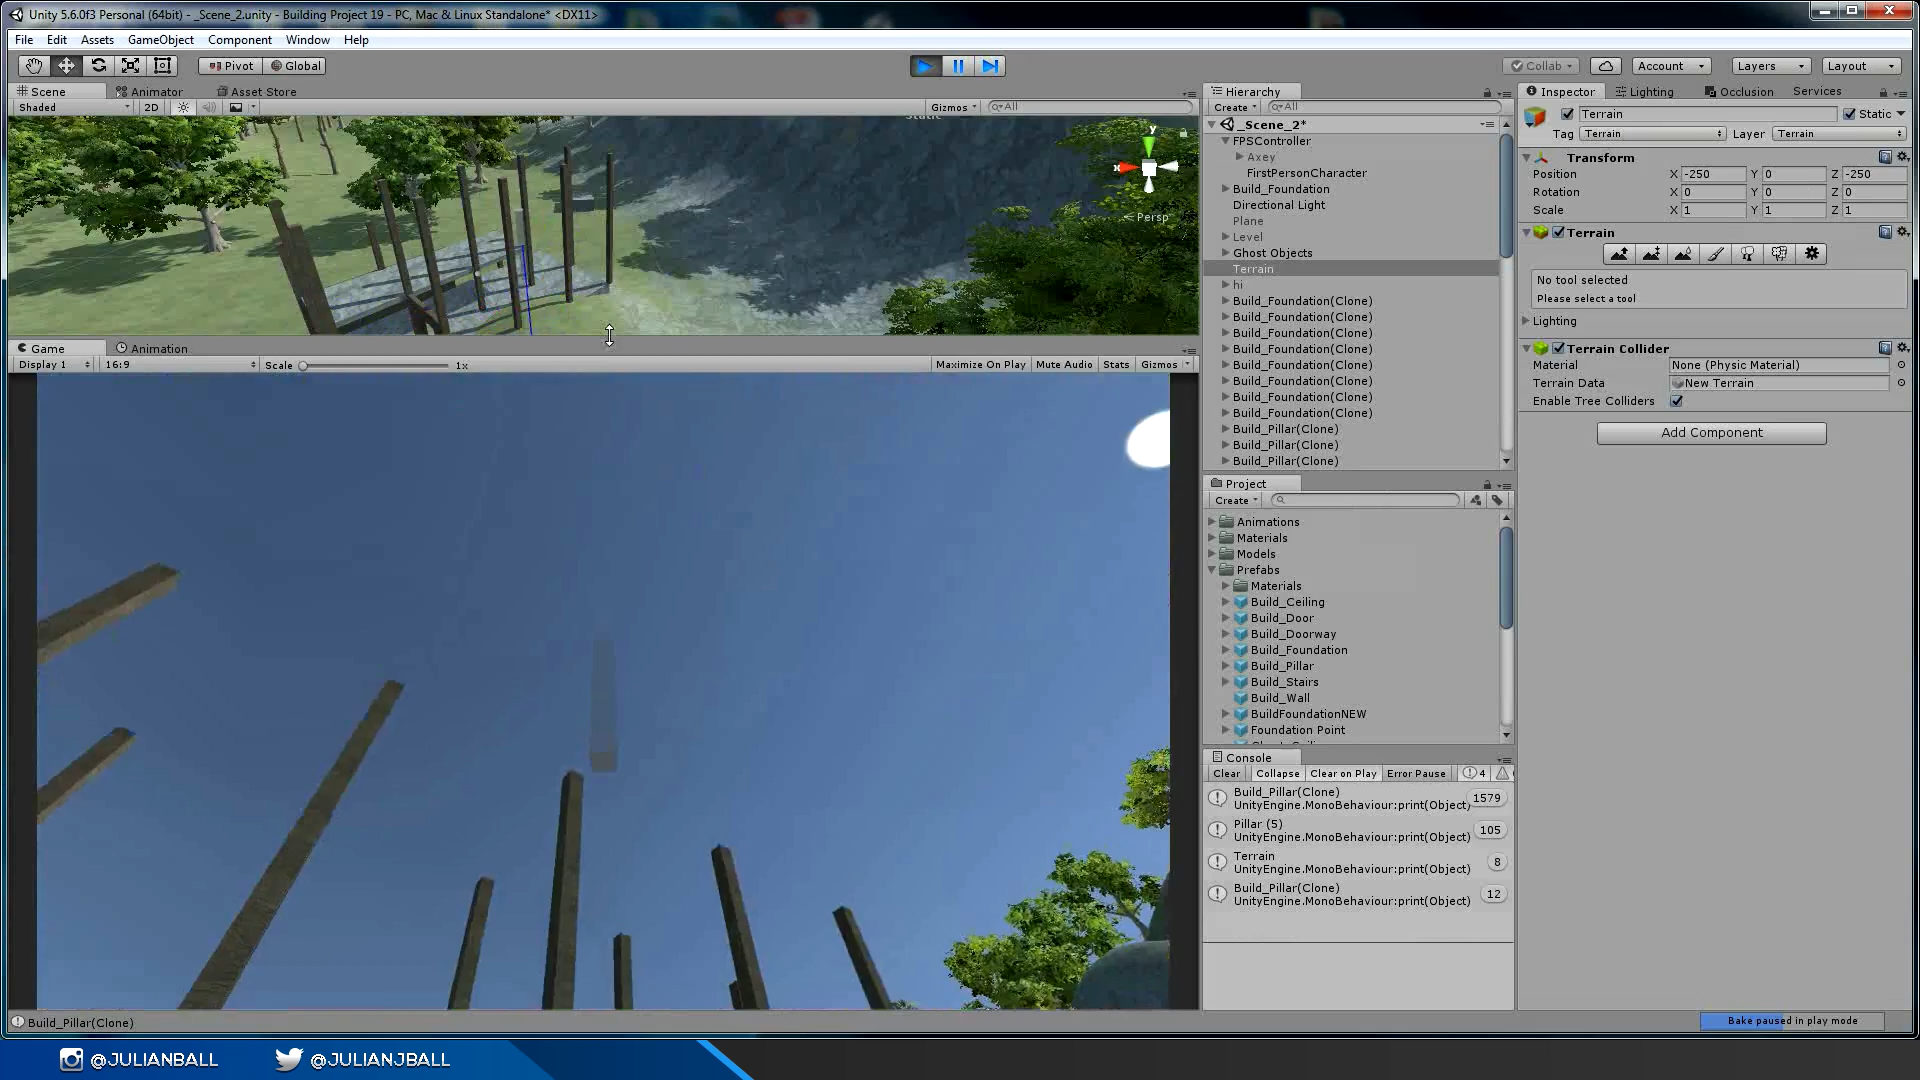 Unity 5.6.0f3 Personal (64bit) - _Scene_2.unity - Building Project 19 - PC, Mac & Linux Standalone* <DX11>
File Edit Assets GameObject Component Window Help
Pivot Global Collab Account Layers Layout
Scene Animator Asset Store
Shaded 2D Gizmos All
Static
y
x
Persp
Game Animation
Display 1 16:9 Scale 1x Maximize On Play Mute Audio Stats Gizmos
Hierarchy
Create All
_Scene_2*
FPSController
Axey
FirstPersonCharacter
Build_Foundation
Directional Light
Plane
Level
Ghost Objects
Terrain
hi
Build_Foundation(Clone)
Build_Foundation(Clone)
Build_Foundation(Clone)
Build_Foundation(Clone)
Build_Foundation(Clone)
Build_Foundation(Clone)
Build_Foundation(Clone)
Build_Foundation(Clone)
Build_Pillar(Clone)
Build_Pillar(Clone)
Build_Pillar(Clone)
Project
Create
Animations
Materials
Models
Prefabs
Materials
Build_Ceiling
Build_Door
Build_Doorway
Build_Foundation
Build_Pillar
Build_Stairs
Build_Wall
BuildFoundationNEW
Foundation Point
Console
Clear Collapse Clear on Play Error Pause 4
Build_Pillar(Clone)
UnityEngine.MonoBehaviour:print(Object) 1579
Pillar (5)
UnityEngine.MonoBehaviour:print(Object) 105
Terrain
UnityEngine.MonoBehaviour:print(Object) 8
Build_Pillar(Clone)
UnityEngine.MonoBehaviour:print(Object) 12
Inspector Lighting Occlusion Services
Terrain Static
Tag Terrain Layer Terrain
Transform
Position X -250 Y 0 Z -250
Rotation X 0 Y 0 Z 0
Scale X 1 Y 1 Z 1
Terrain
No tool selected
Please select a tool
Lighting
Terrain Collider
Material None (Physic Material)
Terrain Data New Terrain
Enable Tree Colliders
Add Component
Build_Pillar(Clone)
Bake paused in play mode
@JULIANBALL @JULIANJBALL